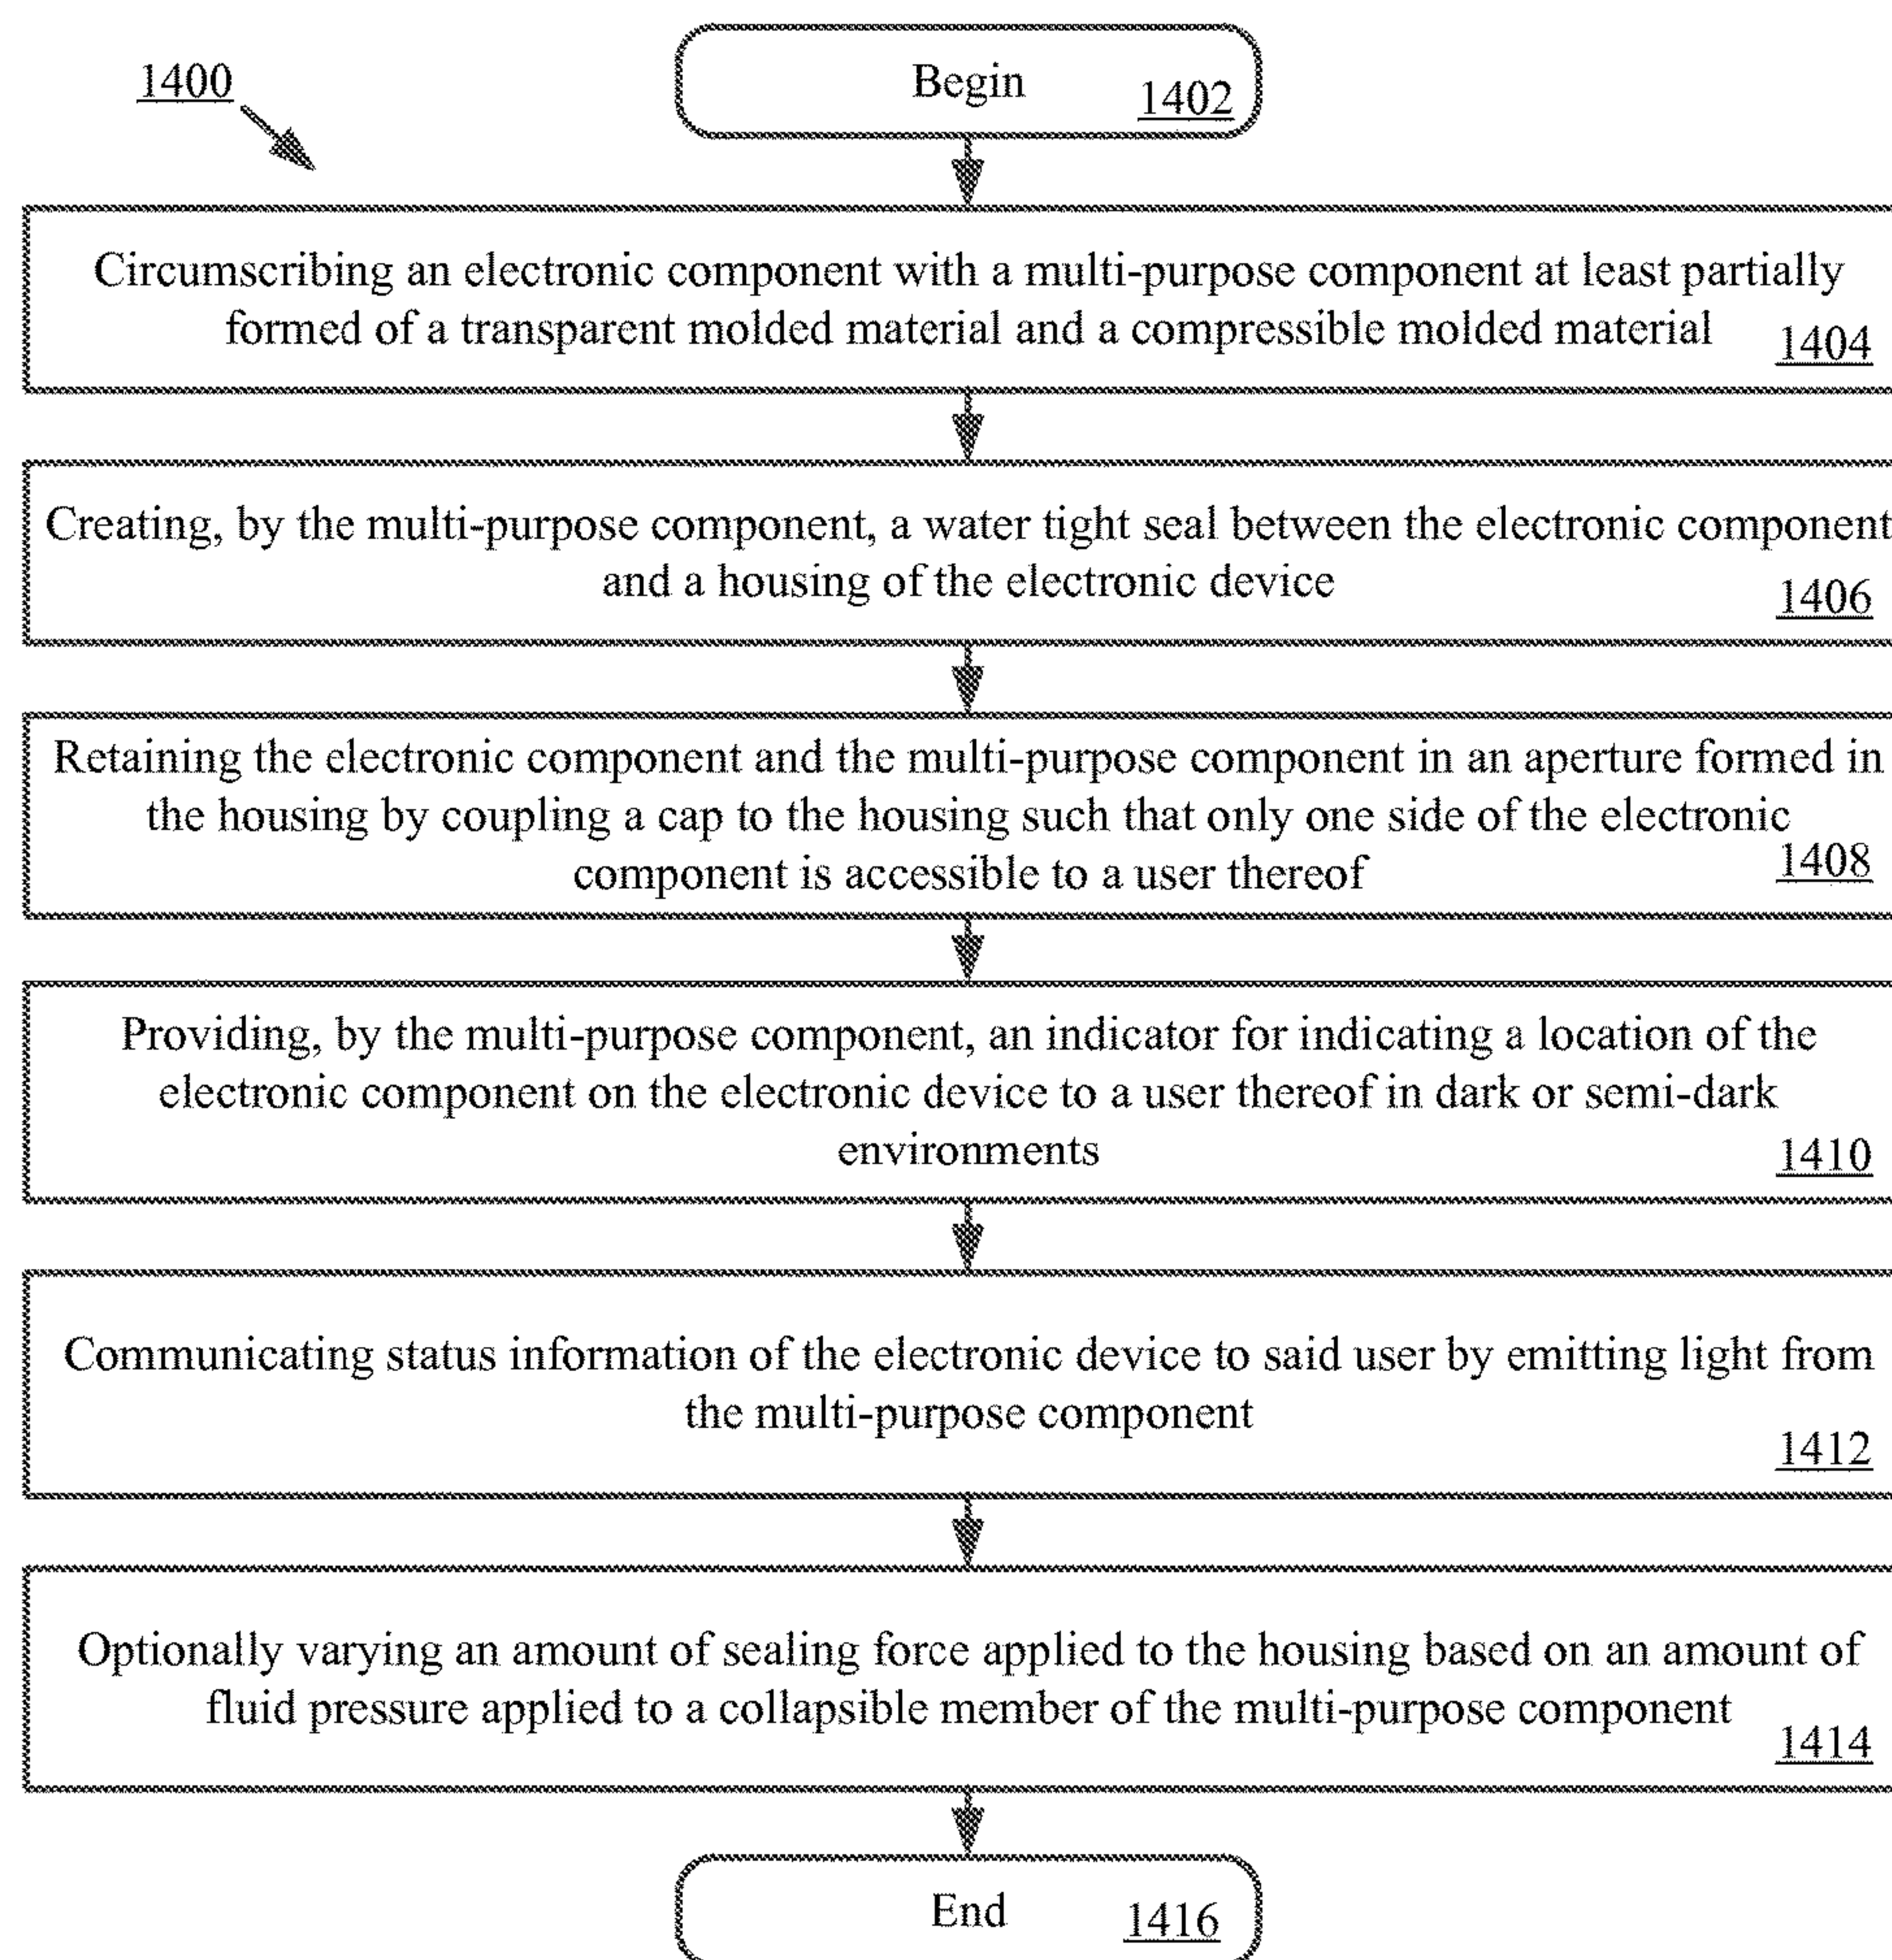 1400
Begin 1402
Circumscribing an electronic component with a multi-purpose component at least partially
formed of a transparent molded material and a compressible molded material 1404
Creating, by the multi-purpose component, a water tight seal between the electronic component
and a housing of the electronic device 1406
Retaining the electronic component and the multi-purpose component in an aperture formed in
the housing by coupling a cap to the housing such that only one side of the electronic
component is accessible to a user thereof 1408
Providing, by the multi-purpose component, an indicator for indicating a location of the
electronic component on the electronic device to a user thereof in dark or semi-dark
environments 1410
Communicating status information of the electronic device to said user by emitting light from
the multi-purpose component
1412
Optionally varying an amount of sealing force applied to the housing based on an amount of
fluid pressure applied to a collapsible member of the multi-purpose component
1414
End 1416